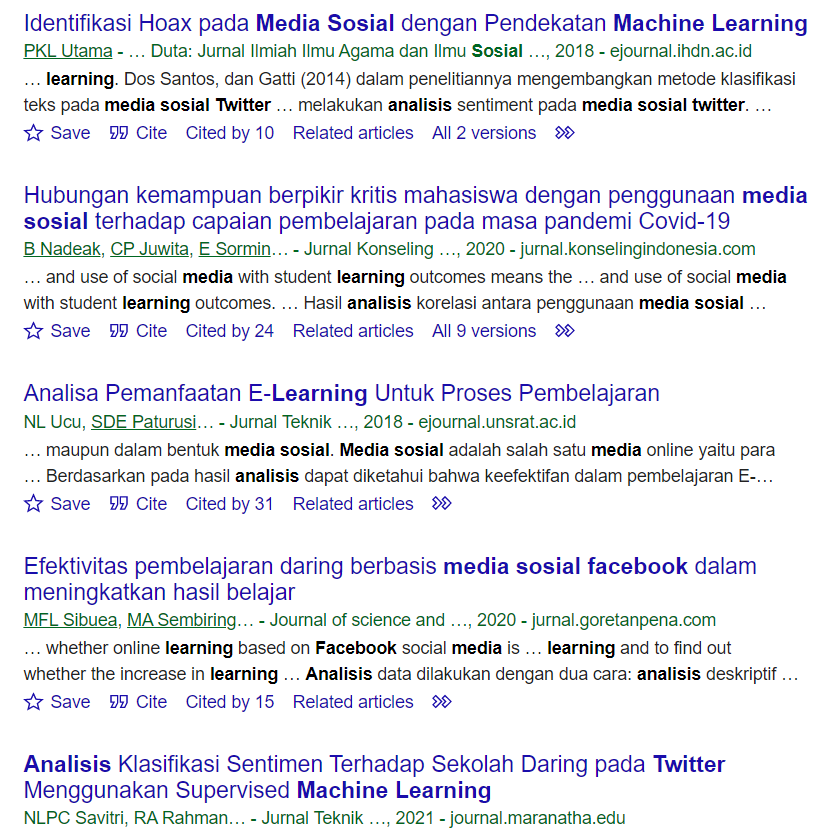 Identifikasi Hoax pada Media Sosial dengan Pendekatan Machine Learning
PKL Utama - … Duta: Jurnal Ilmiah Ilmu Agama dan Ilmu Sosial …, 2018 - ejournal.ihdn.ac.id
… learning. Dos Santos, dan Gatti (2014) dalam penelitiannya mengembangkan metode klasifikasi
teks pada media sosial Twitter … melakukan analisis sentiment pada media sosial twitter. …
Save Cite Cited by 10 Related articles All 2 versions
Hubungan kemampuan berpikir kritis mahasiswa dengan penggunaan media
sosial terhadap capaian pembelajaran pada masa pandemi Covid-19
B Nadeak, CP Juwita, E Sormin… - Jurnal Konseling …, 2020 - jurnal.konselingindonesia.com
… and use of social media with student learning outcomes means the … and use of social media
with student learning outcomes. … Hasil analisis korelasi antara penggunaan media sosial …
Save Cite Cited by 24 Related articles All 9 versions
Analisa Pemanfaatan E-Learning Untuk Proses Pembelajaran
NL Ucu, SDE Paturusi… - Jurnal Teknik …, 2018 - ejournal.unsrat.ac.id
… maupun dalam bentuk media sosial. Media sosial adalah salah satu media online yaitu para
… Berdasarkan pada hasil analisis dapat diketahui bahwa keefektifan dalam pembelajaran E-…
Save Cite Cited by 31 Related articles
Efektivitas pembelajaran daring berbasis media sosial facebook dalam
meningkatkan hasil belajar
MFL Sibuea, MA Sembiring… - Journal of science and …, 2020 - jurnal.goretanpena.com
… whether online learning based on Facebook social media is … learning and to find out
whether the increase in learning … Analisis data dilakukan dengan dua cara: analisis deskriptif …
Save Cite Cited by 15 Related articles
Analisis Klasifikasi Sentimen Terhadap Sekolah Daring pada Twitter
Menggunakan Supervised Machine Learning
NLPC Savitri, RA Rahman… - Jurnal Teknik …, 2021 - journal.maranatha.edu